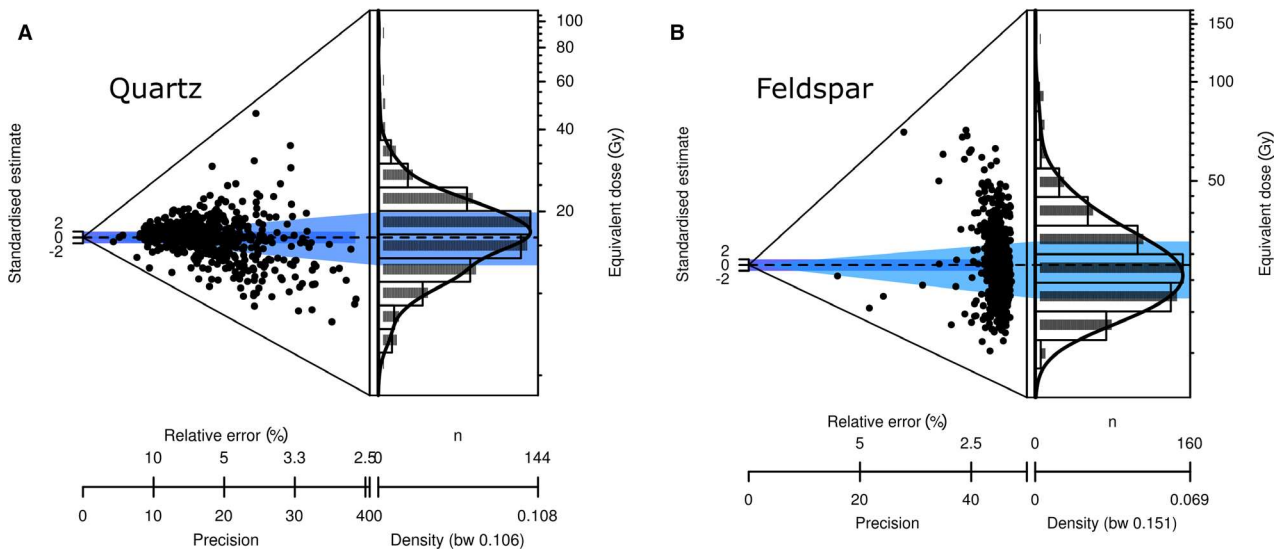 A
Quartz
Standardised estimate
2
-2
100
80
60
40
20
Equivalent dose (Gy)
Relative error (%)
n
10 5 3.3 2.5 0 144
0 10 20 30 40 0 0.108
Precision
Density (bw 0.106)
B
Feldspar
Standardised estimate
2
-2
150
100
50
Equivalent dose (Gy)
Relative error (%)
n
5 2.5 0 160
0 20 40 0 0.069
Precision
Density (bw 0.151)